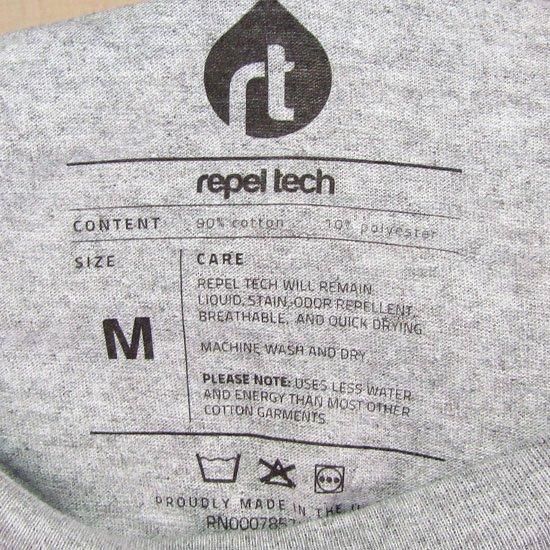 rt
repel tech
CONTENT 90% cotton 10% polyester
SIZE
M
CARE
REPEL TECH WILL REMAIN
LIQUID, STAIN, ODOR REPELLENT,
BREATHABLE, AND QUICK DRYING
MACHINE WASH AND DRY
PLEASE NOTE: USES LESS WATER
AND ENERGY THAN MOST OTHER
COTTON GARMENTS
PROUDLY MADE IN THE